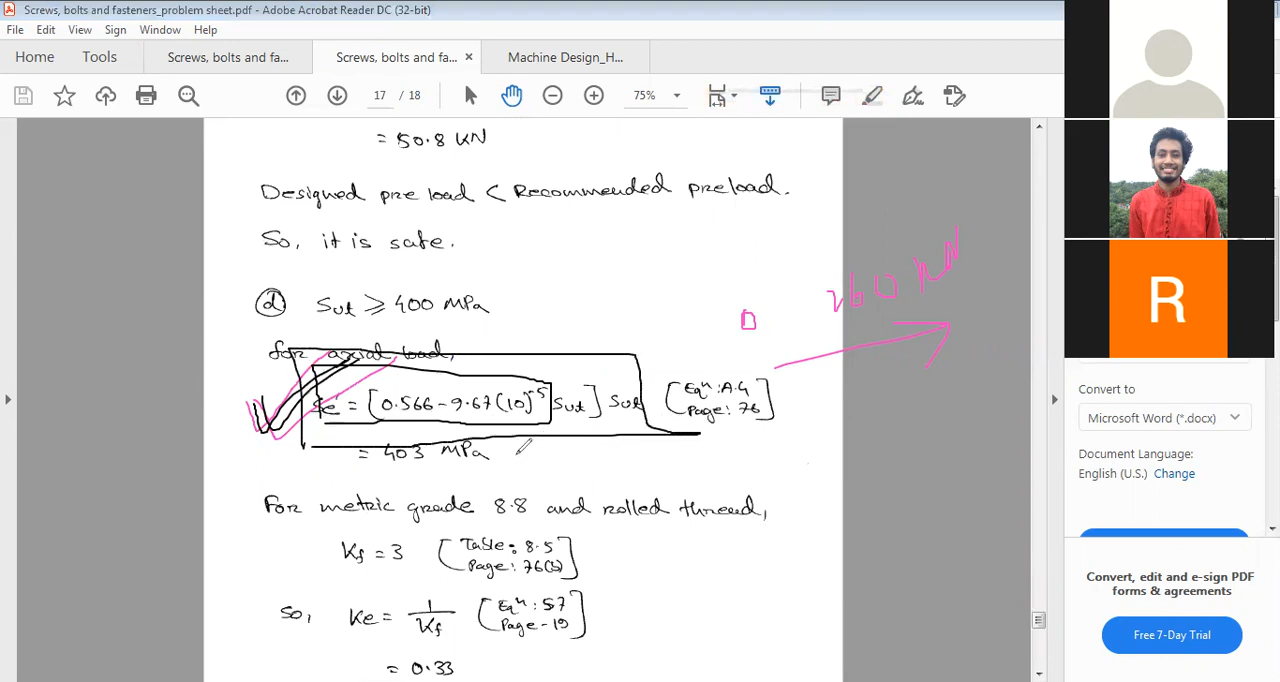 Screws, bolts and fasteners_problem sheet.pdf - Adobe Acrobat Reader DC (32-bit)
File Edit View Sign Window Help
Home Tools Screws, bolts and fa... Screws, bolts and fa... × Machine Design_H...
17 / 18 75%
= 50.8 KN
Designed preload < Recommended preload.
So, it is safe.
260 KN
(d) Sut ⩾ 400 MPa
for axial load,
Se' = [0.566 - 9.67(10)^-5 Sut] Sut [Eqn: A.4
Page: 76]
= 403 MPa
For metric grade 8.8 and rolled thread,
Kf = 3 [Table: 8.5
Page: 76(b)]
So, Ke = 1/Kf [Eqn: 57
Page - 19]
= 0.33
R
Convert to
Microsoft Word (*.docx)
Document Language:
English (U.S.) Change
Convert, edit and e-sign PDF
forms & agreements
Free 7-Day Trial